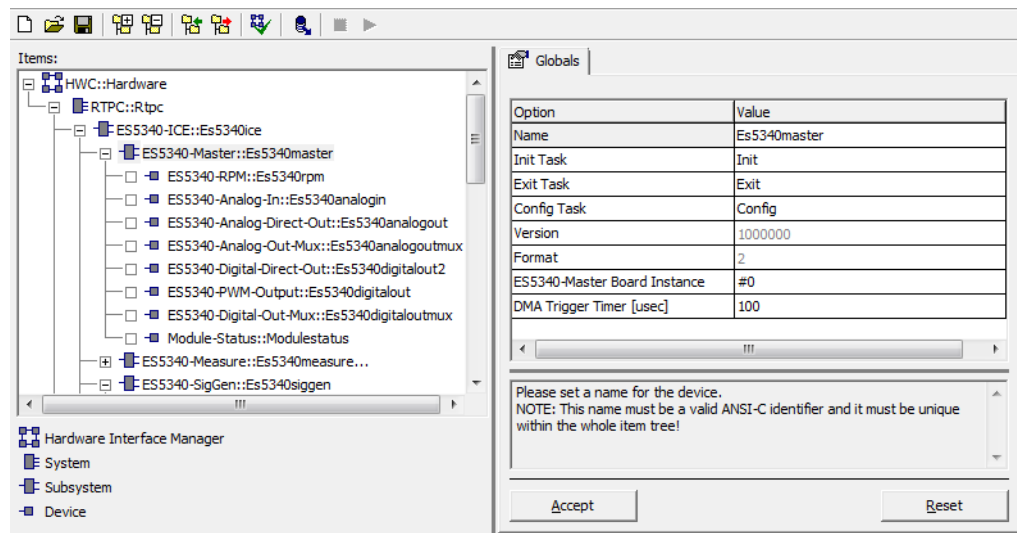 Items:
HWC::Hardware
RTPC::Rtpc
ES5340-ICE::Es5340ice
ES5340-Master::Es5340master
ES5340-RPM::Es5340rpm
ES5340-Analog-In::Es5340analogin
ES5340-Analog-Direct-Out::Es5340analogout
ES5340-Analog-Out-Mux::Es5340analogoutmux
ES5340-Digital-Direct-Out::Es5340digitalout2
ES5340-PWM-Output::Es5340digitalout
ES5340-Digital-Out-Mux::Es5340digitaloutmux
Module-Status::Modulestatus
ES5340-Measure::Es5340measure...
ES5340-SigGen::Es5340siggen
Hardware Interface Manager
System
Subsystem
Device
Globals
Option Value
Name Es5340master
Init Task Init
Exit Task Exit
Config Task Config
Version 1000000
Format 2
ES5340-Master Board Instance #0
DMA Trigger Timer [usec] 100
Please set a name for the device.
NOTE: This name must be a valid ANSI-C identifier and it must be unique
within the whole item tree!
Accept Reset